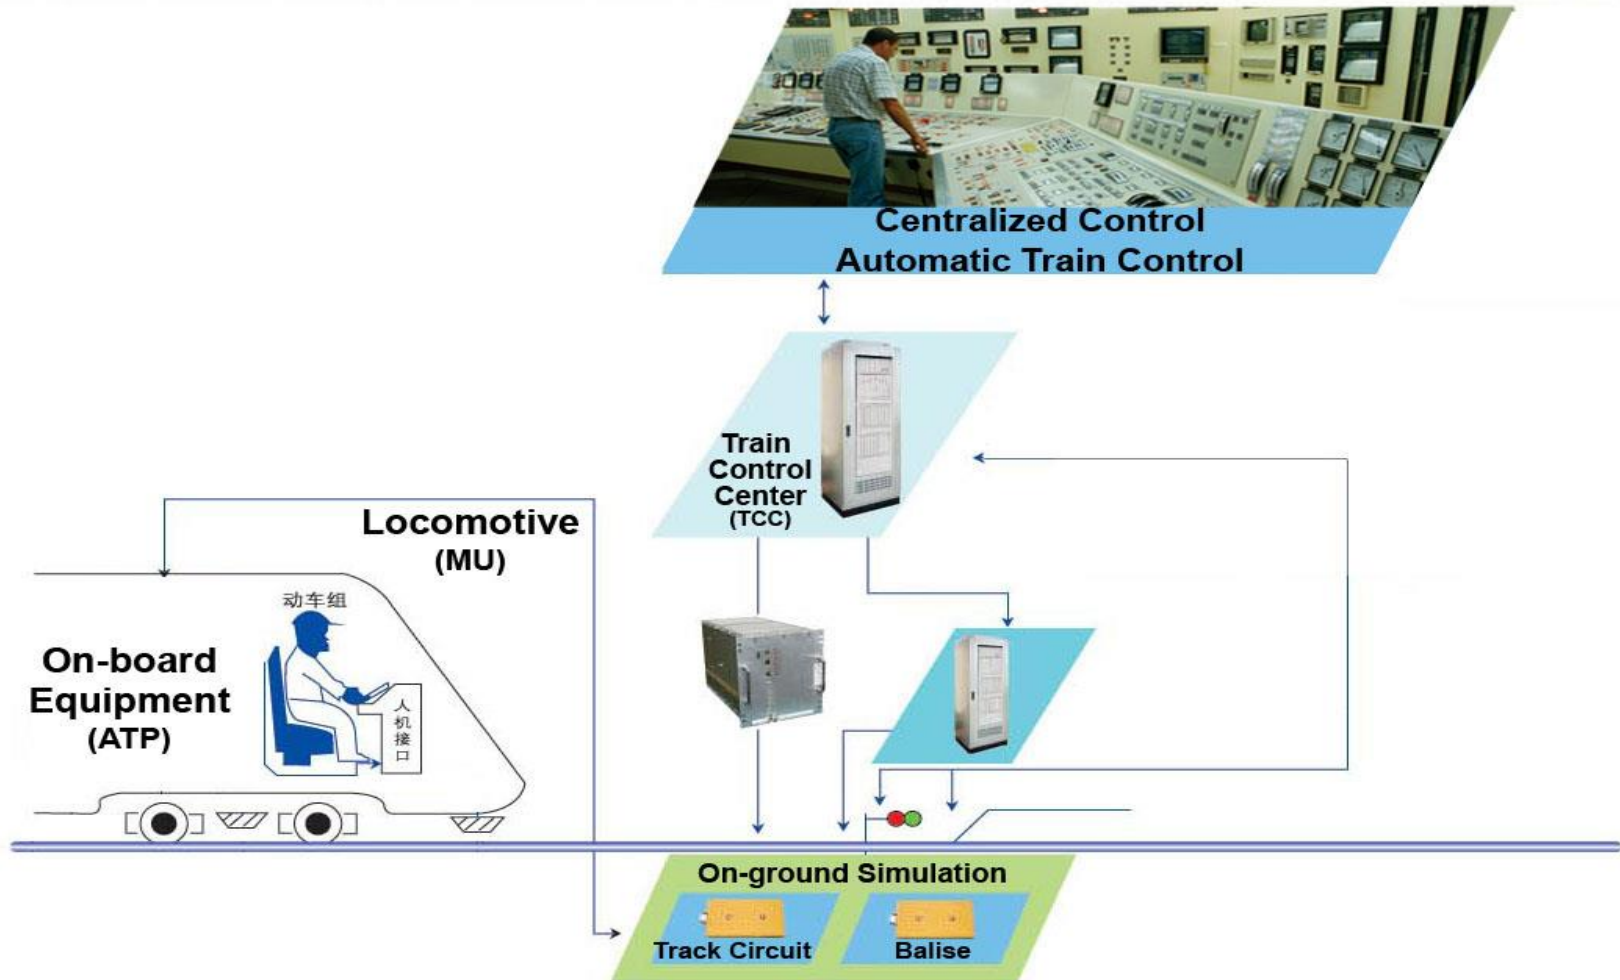 Centralized Control
Automatic Train Control
Train
Control
Center
(TCC)
Locomotive
(MU)
动车组
On-board
Equipment
(ATP)
人
机
接
口
On-ground Simulation
Track Circuit
Balise